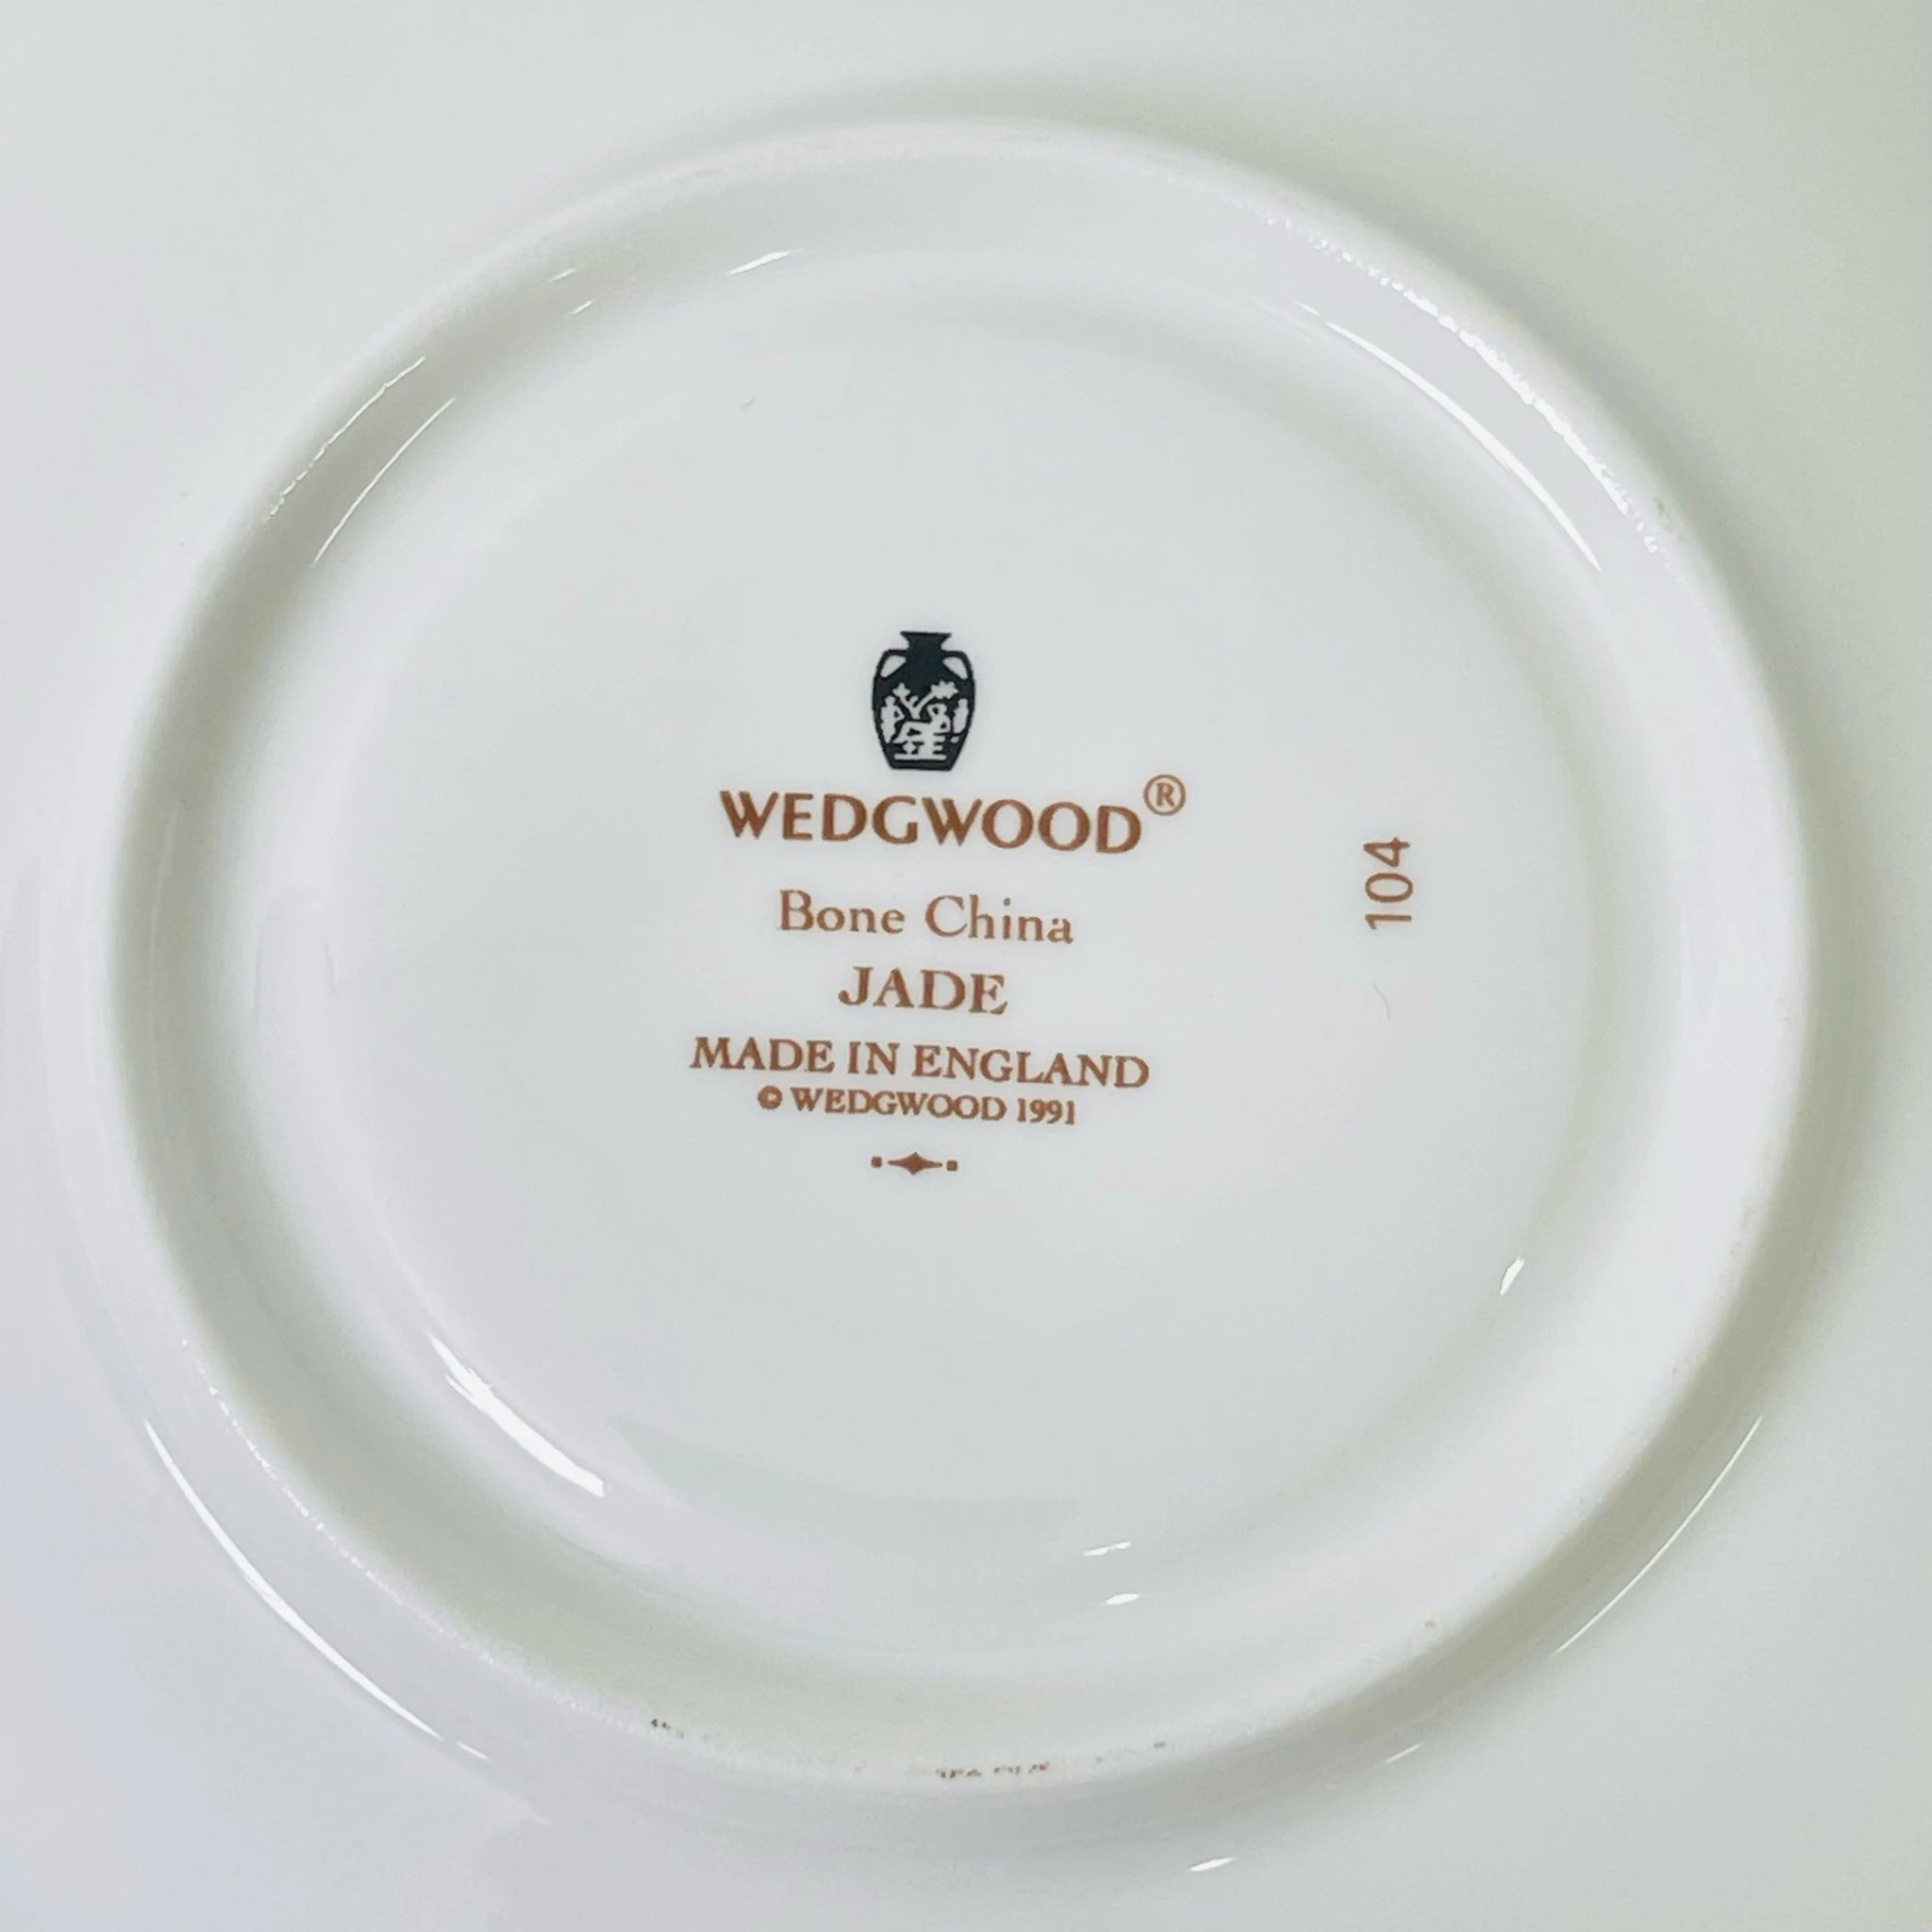 WEDGWOOD®
Bone China
JADE
MADE IN ENGLAND
© WEDGWOOD 1991
104